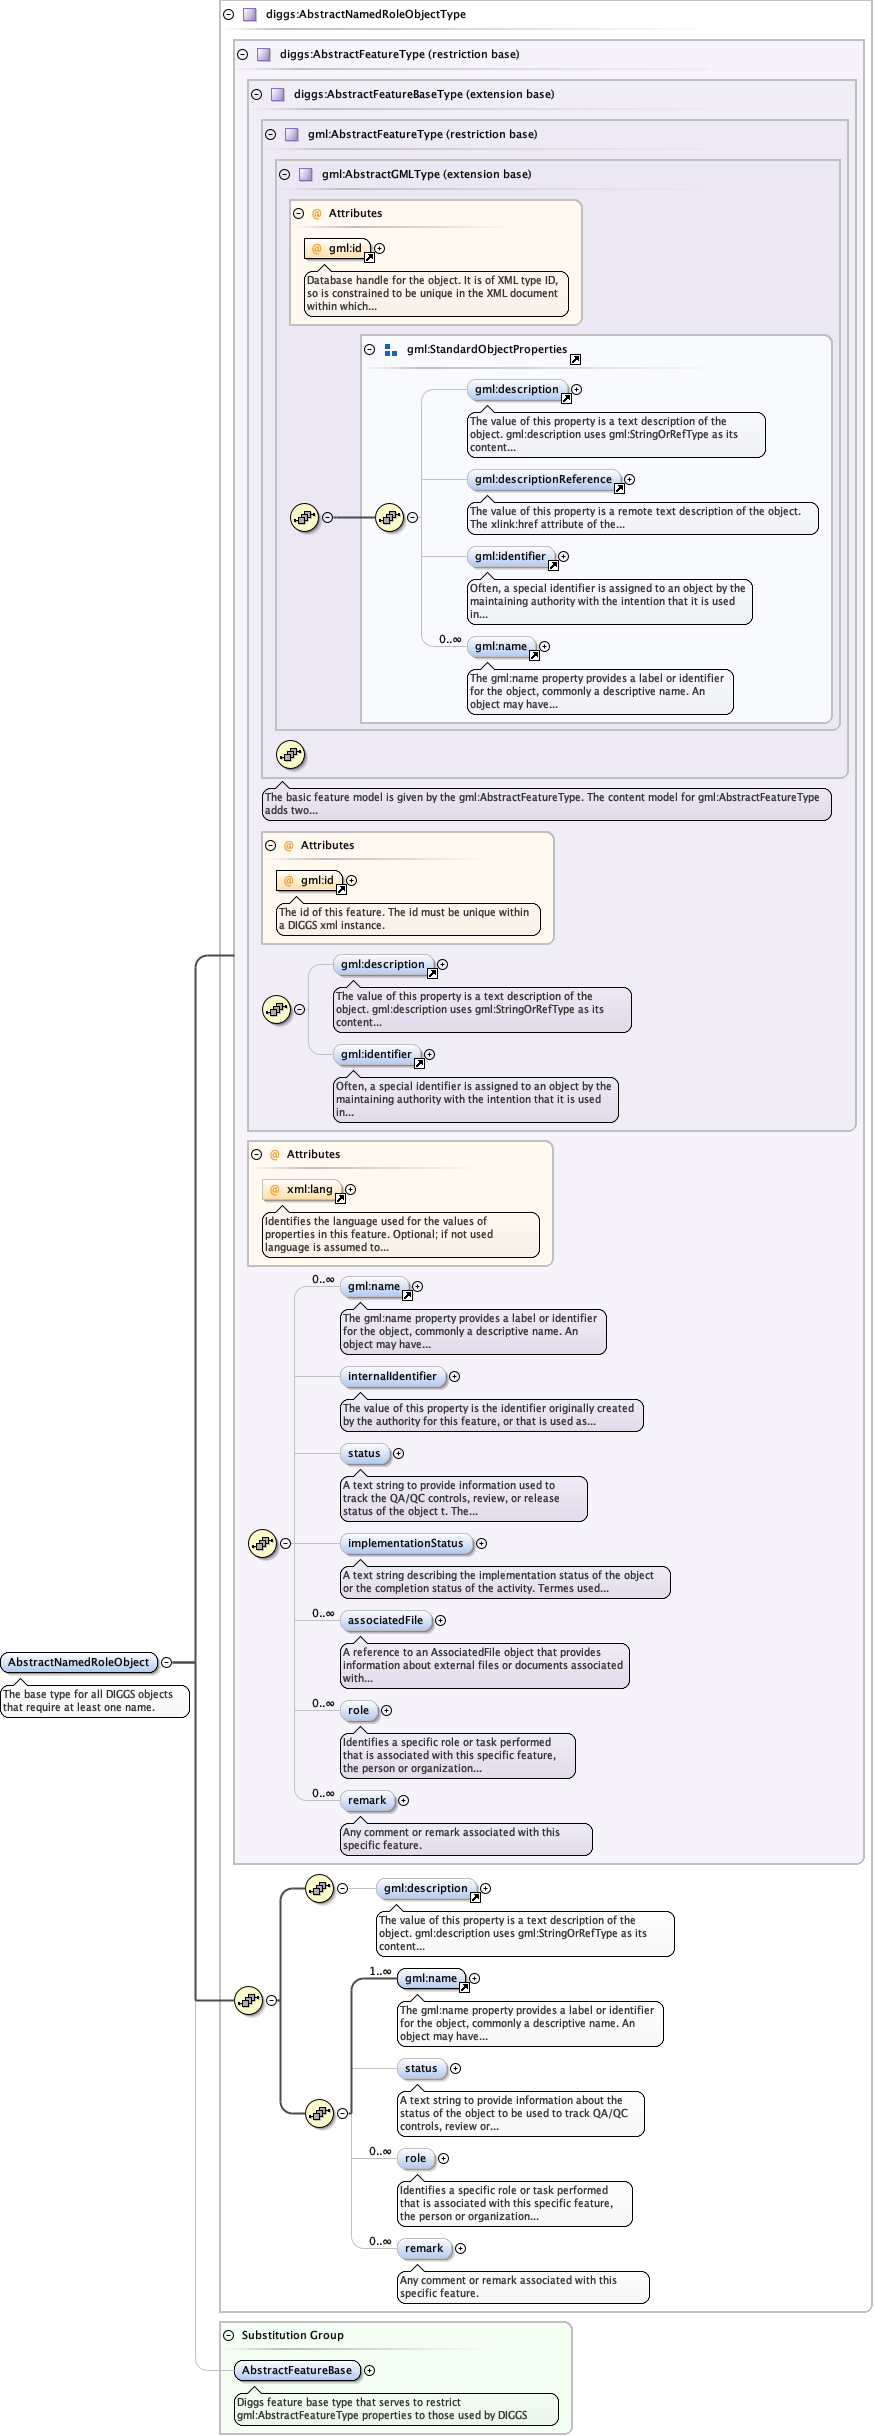 diggs:AbstractNamedRoleObjectType
diggs:AbstractFeatureType (restriction base)
diggs:AbstractFeatureBaseType (extension base)
gml:AbstractFeatureType (restriction base)
gml:AbstractGMLType (extension base)
@ Attributes
@ gml:id
Database handle for the object. It is of XML type ID,
so is constrained to be unique in the XML document
within which...
gml:StandardObjectProperties
gml:description
The value of this property is a text description of the
object. gml:description uses gml:StringOrRefType as its
content...
gml:descriptionReference
The value of this property is a remote text description of the object.
The xlink:href attribute of the...
gml:identifier
Often, a special identifier is assigned to an object by the
maintaining authority with the intention that it is used
in...
0..∞
gml:name
The gml:name property provides a label or identifier
for the object, commonly a descriptive name. An
object may have...
The basic feature model is given by the gml:AbstractFeatureType. The content model for gml:AbstractFeatureType
adds two...
@ Attributes
@ gml:id
The id of this feature. The id must be unique within
a DIGGS xml instance.
gml:description
The value of this property is a text description of the
object. gml:description uses gml:StringOrRefType as its
content...
gml:identifier
Often, a special identifier is assigned to an object by the
maintaining authority with the intention that it is used
in...
@ Attributes
@ xml:lang
Identifies the language used for the values of
properties in this feature. Optional; if not used
language is assumed to...
0..∞
gml:name
The gml:name property provides a label or identifier
for the object, commonly a descriptive name. An
object may have...
internalIdentifier
The value of this property is the identifier originally created
by the authority for this feature, or that is used as...
status
A text string to provide information used to
track the QA/QC controls, review, or release
status of the object t. The...
implementationStatus
A text string describing the implementation status of the object
or the completion status of the activity. Termes used...
0..∞
associatedFile
A reference to an AssociatedFile object that provides
information about external files or documents associated
with...
AbstractNamedRoleObject
The base type for all DIGGS objects
that require at least one name.
0..∞
role
Identifies a specific role or task performed
that is associated with this specific feature,
the person or organization...
0..∞
remark
Any comment or remark associated with this
specific feature.
gml:description
The value of this property is a text description of the
object. gml:description uses gml:StringOrRefType as its
content...
1..∞
gml:name
The gml:name property provides a label or identifier
for the object, commonly a descriptive name. An
object may have...
status
A text string to provide information about the
status of the object to be used to track QA/QC
controls, review or...
0..∞
role
Identifies a specific role or task performed
that is associated with this specific feature,
the person or organization...
0..∞
remark
Any comment or remark associated with this
specific feature.
Substitution Group
AbstractFeatureBase
Diggs feature base type that serves to restrict
gml:AbstractFeatureType properties to those used by DIGGS